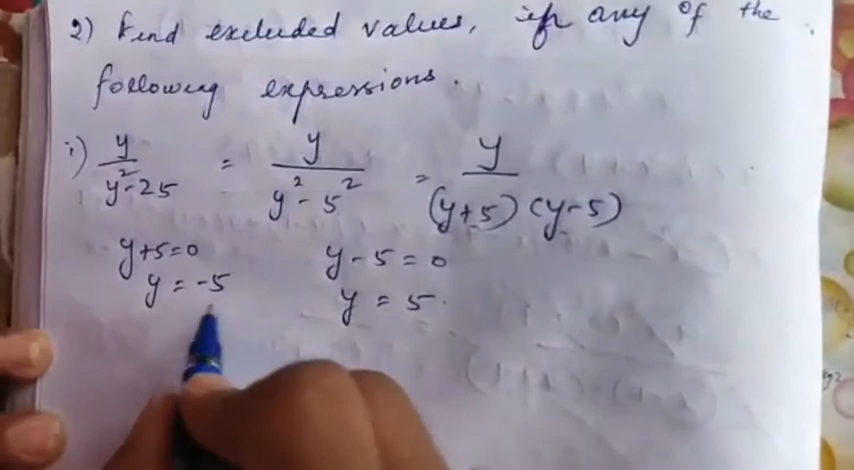 2) Find excluded values, if any of the
following expressions.
i) y/(y²-25) = y/(y²-5²) = y/((y+5)(y-5))
y+5=0    y-5=0
y=-5    y=5.